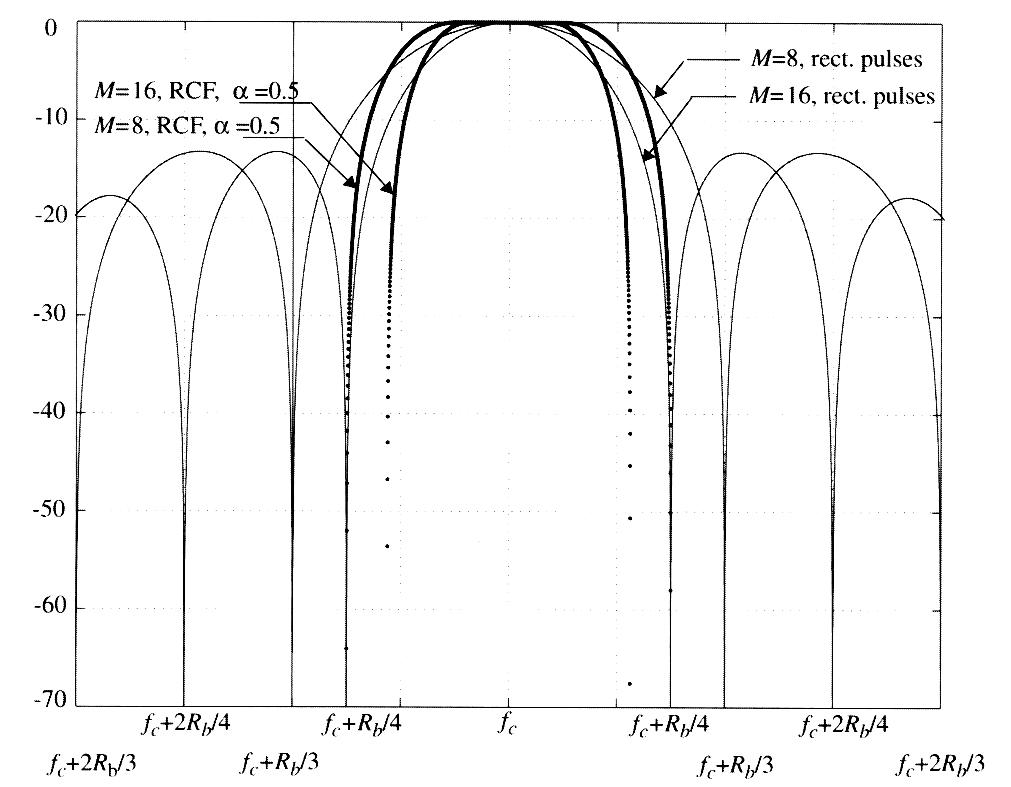 0
M=8, rect. pulses
M=16, RCF, α =0.5
M=16, rect. pulses
-10
M=8, RCF, α =0.5
-20
-30
-40
-50
-60
-70
f_c+2R_b/4
f_c+R_b/4
f_c
f_c+R_b/4
f_c+2R_b/4
f_c+2R_b/3
f_c+R_b/3
f_c+R_b/3
f_c+2R_b/3